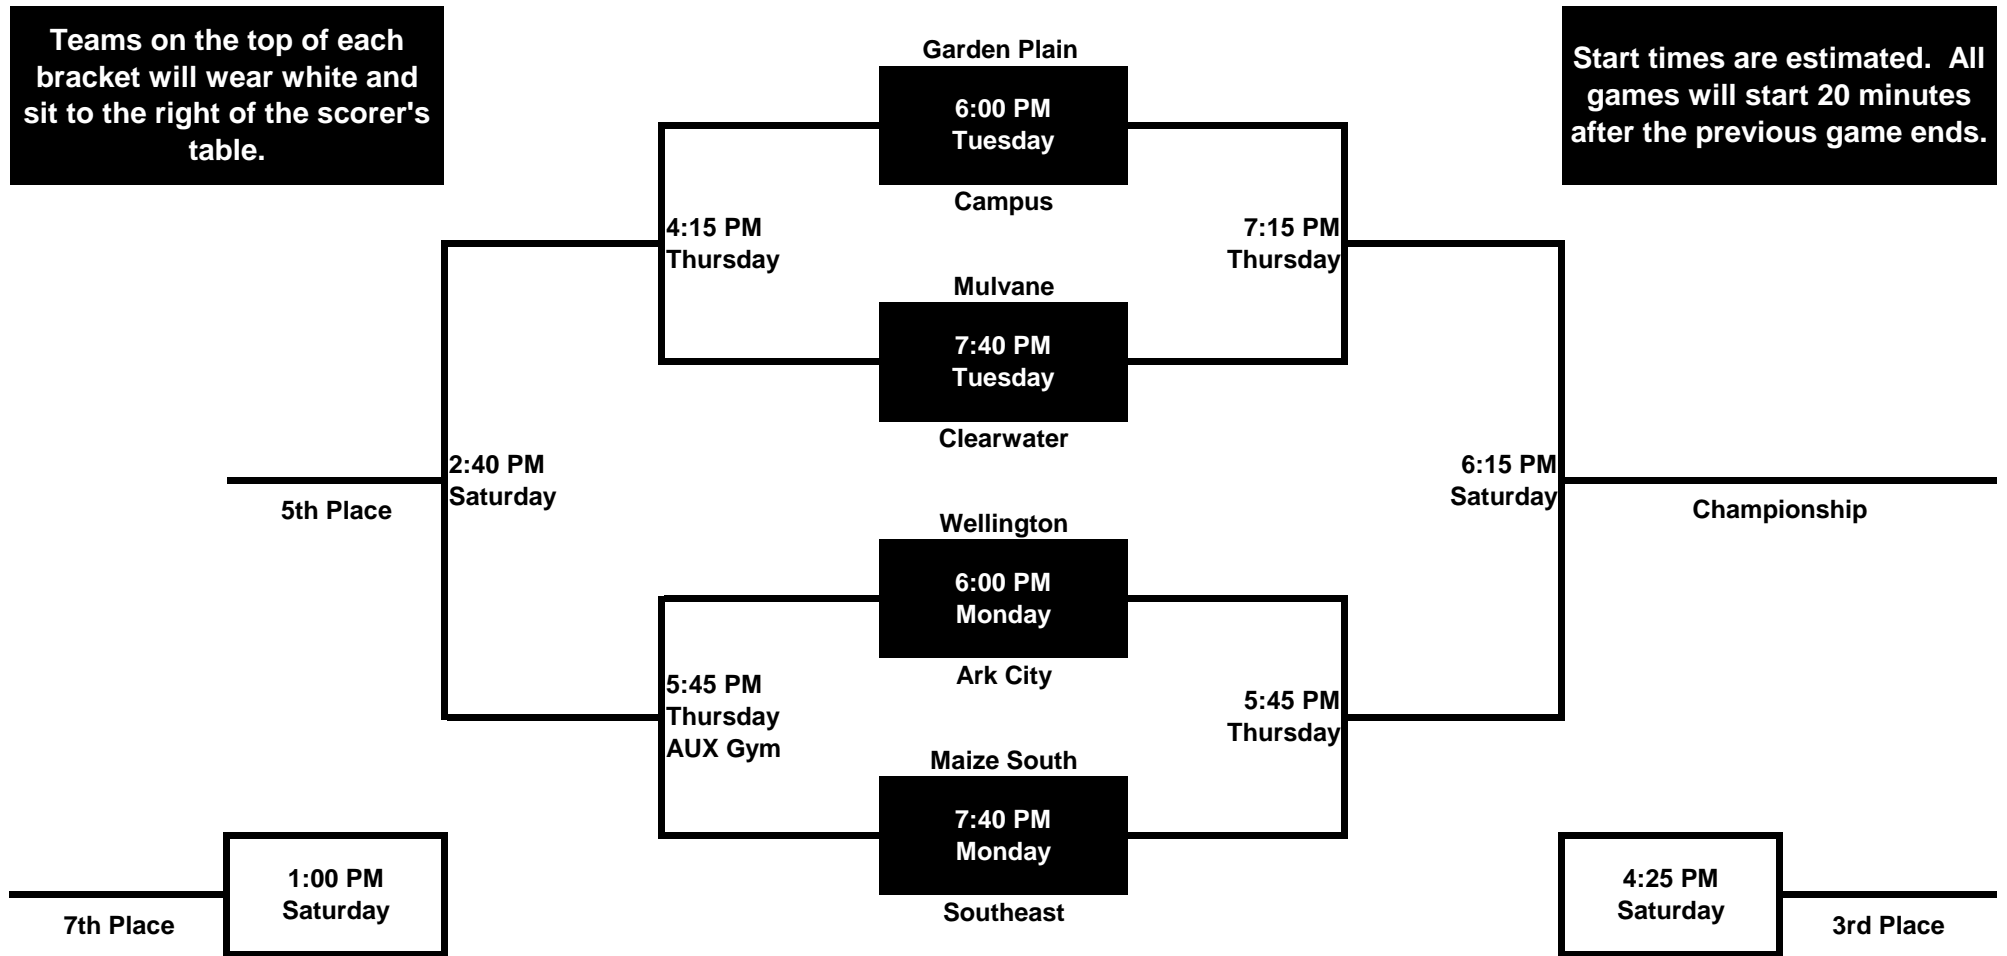 Teams on the top of each
bracket will wear white and
sit to the right of the scorer's
table.
Start times are estimated.  All
games will start 20 minutes
after the previous game ends.
Garden Plain
6:00 PM
Tuesday
Campus
4:15 PM
Thursday
7:15 PM
Thursday
Mulvane
7:40 PM
Tuesday
Clearwater
2:40 PM
Saturday
5th Place
6:15 PM
Saturday
Championship
Wellington
6:00 PM
Monday
Ark City
5:45 PM
Thursday
AUX Gym
5:45 PM
Thursday
Maize South
7:40 PM
Monday
Southeast
1:00 PM
Saturday
7th Place
4:25 PM
Saturday
3rd Place